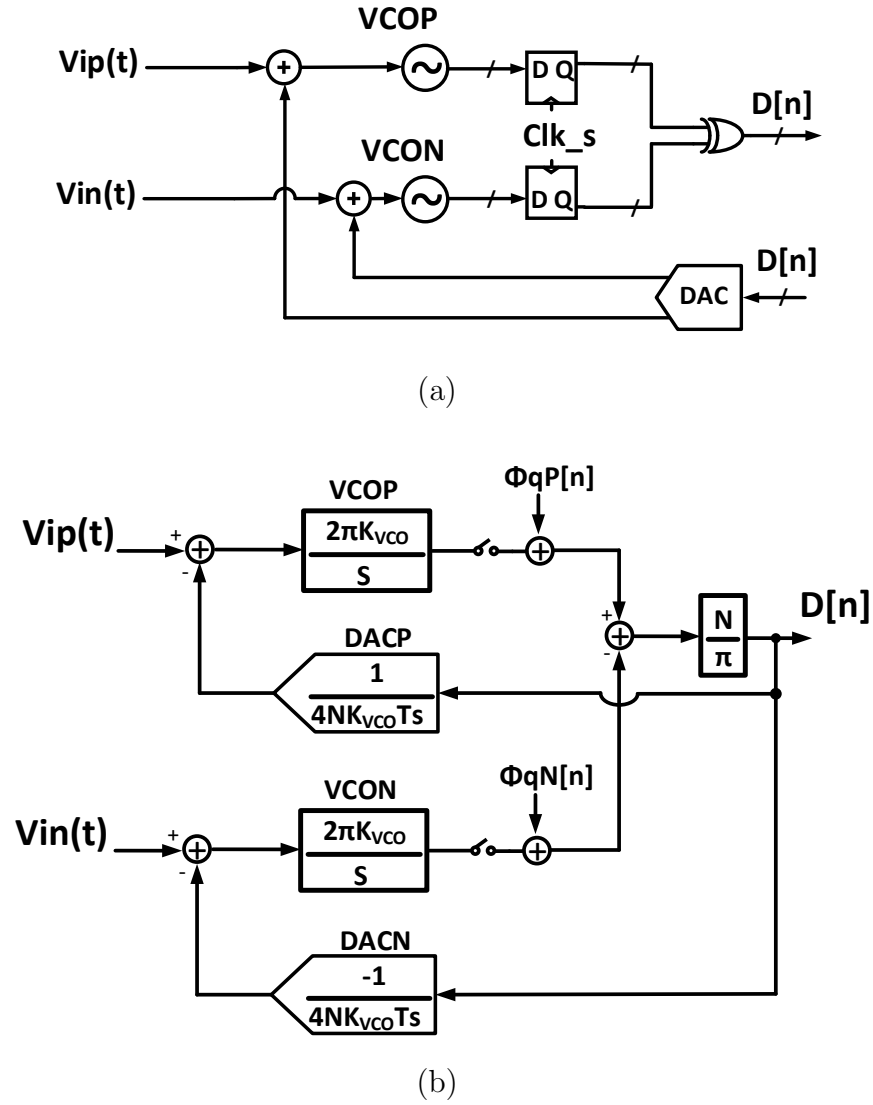 VCOP
Vip(t)
+
D Q
D[n]
Clk_s
VCON
Vin(t)
+
D Q
D[n]
DAC
(a)
ΦqP[n]
VCOP
Vip(t)
+
-
+
2πKVCO
S
+
D[n]
+
-
+
N
π
DACP
1
4NKVCOTs
ΦqN[n]
VCON
Vin(t)
+
-
+
2πKVCO
S
+
DACN
-1
4NKVCOTs
(b)